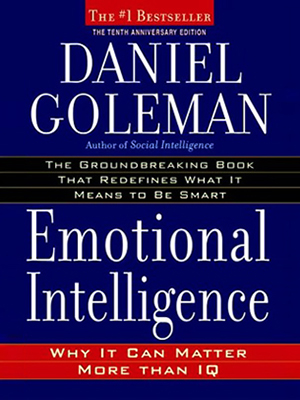 THE #1 BESTSELLER
THE TENTH ANNIVERSARY EDITION
DANIEL
GOLEMAN
Author of Social Intelligence
THE GROUNDBREAKING BOOK
THAT REDEFINES WHAT IT
MEANS TO BE SMART
Emotional
Intelligence
WHY IT CAN MATTER
MORE THAN IQ